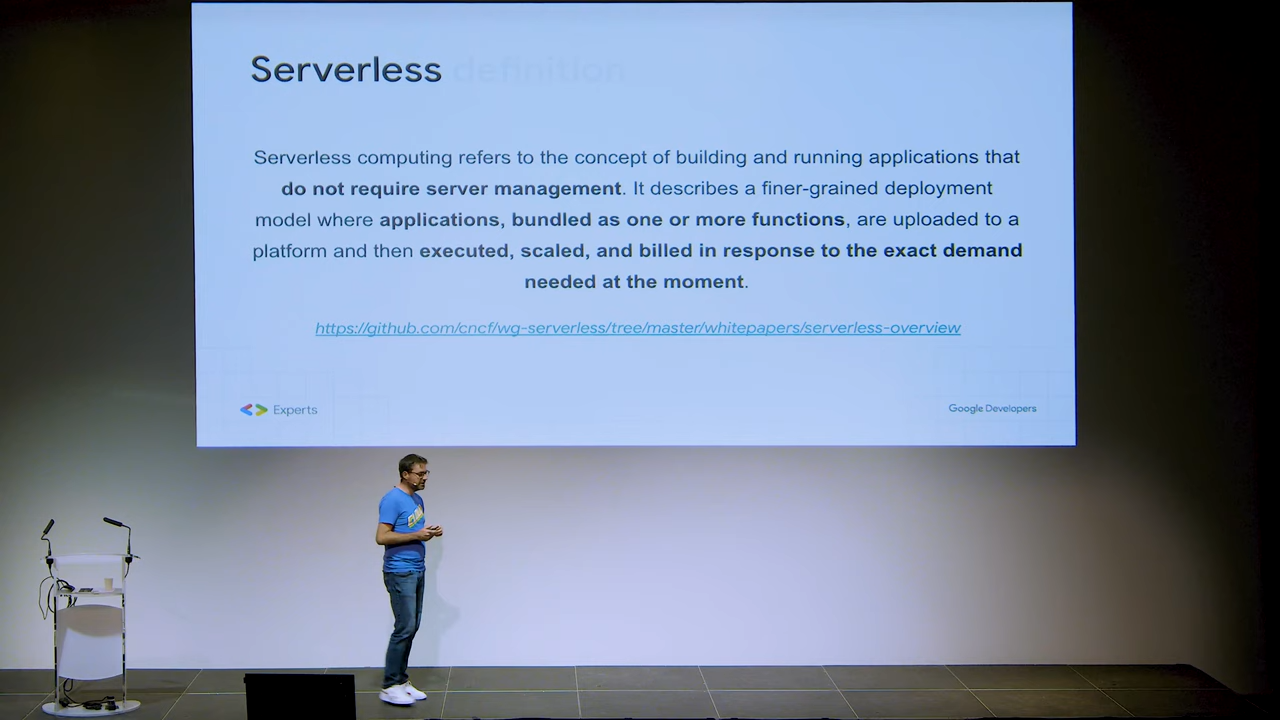 Serverless definition
Serverless computing refers to the concept of building and running applications that
do not require server management. It describes a finer-grained deployment
model where applications, bundled as one or more functions, are uploaded to a
platform and then executed, scaled, and billed in response to the exact demand
needed at the moment.
https://github.com/cncf/wg-serverless/tree/master/whitepapers/serverless-overview
Experts
Google Developers